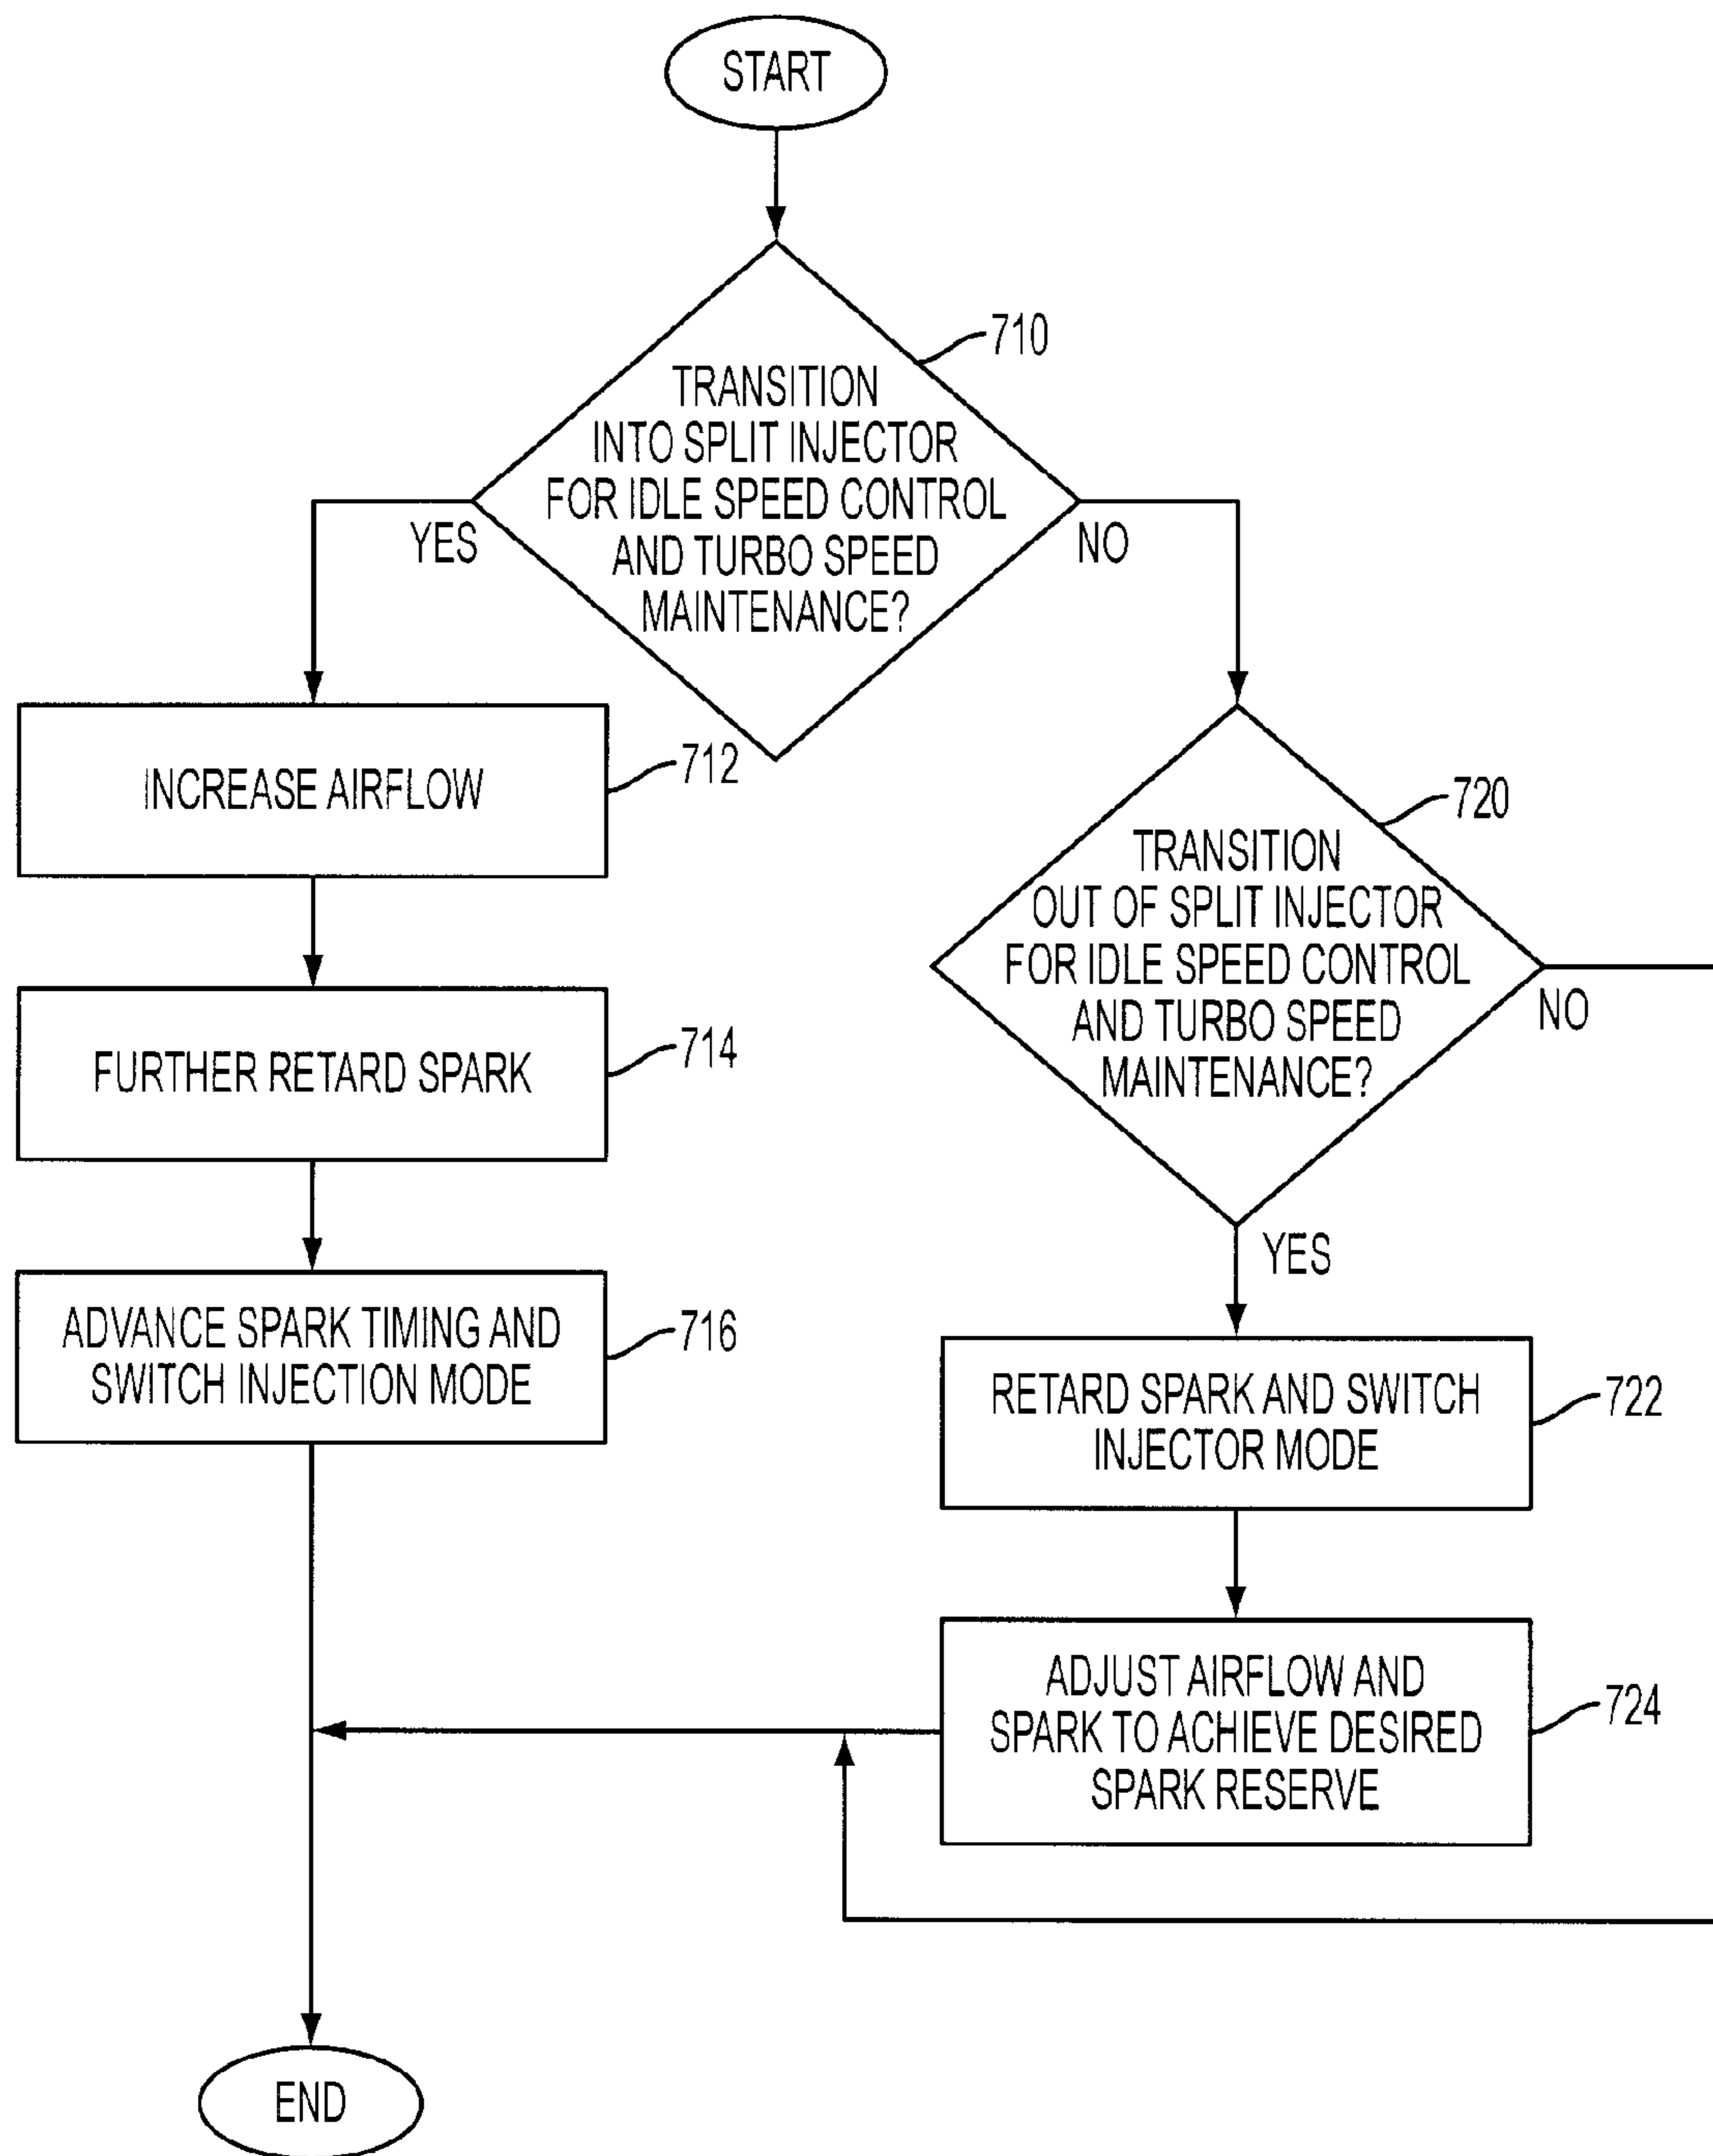 START
710
TRANSITION
INTO SPLIT INJECTOR
FOR IDLE SPEED CONTROL
AND TURBO SPEED
MAINTENANCE?
YES
NO
INCREASE AIRFLOW
712
720
TRANSITION
OUT OF SPLIT INJECTOR
FOR IDLE SPEED CONTROL
AND TURBO SPEED
MAINTENANCE?
NO
YES
FURTHER RETARD SPARK
714
ADVANCE SPARK TIMING AND
SWITCH INJECTION MODE
716
RETARD SPARK AND SWITCH
INJECTOR MODE
722
ADJUST AIRFLOW AND
SPARK TO ACHIEVE DESIRED
SPARK RESERVE
724
END